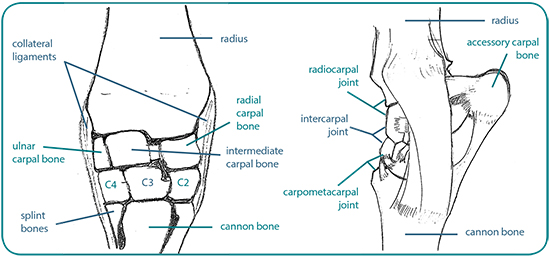 collateral
ligaments
radius
radial
carpal
bone
ulnar
carpal bone
intermediate
carpal bone
C4
C3
C2
splint
bones
cannon bone
radius
accessory carpal
bone
radiocarpal
joint
intercarpal
joint
carpometacarpal
joint
cannon bone